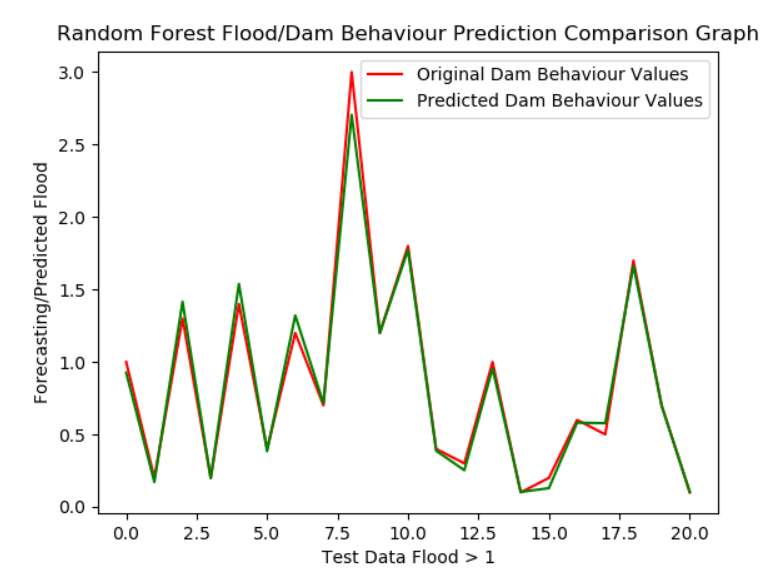 Random Forest Flood/Dam Behaviour Prediction Comparison Graph
Original Dam Behaviour Values
Predicted Dam Behaviour Values
Forecasting/Predicted Flood
3.0
2.5
2.0
1.5
1.0
0.5
0.0
0.0 2.5 5.0 7.5 10.0 12.5 15.0 17.5 20.0
Test Data Flood > 1